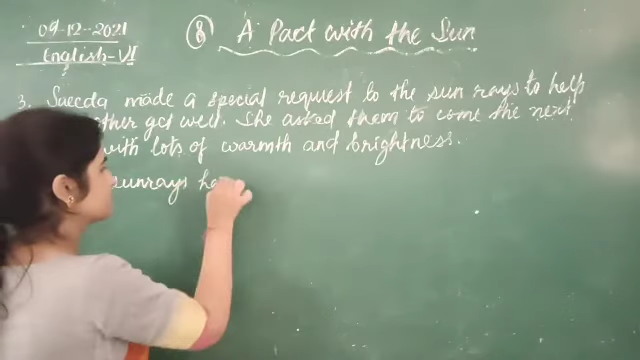 09-12-2021
English-VI
⑧ A Pact with the Sun
3. Saeeda made a special request to the sun rays to help
ther get well. She asked them to come the next
with lots of warmth and brightness.
sunrays